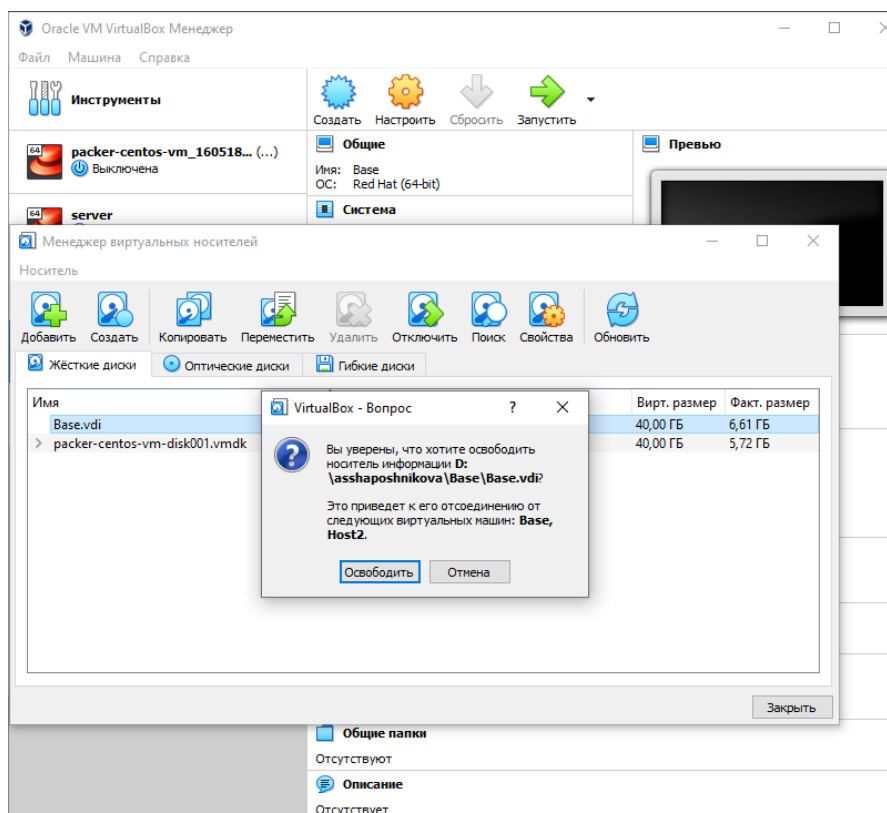 Oracle VM VirtualBox Менеджер
Файл Машина Справка
Инструменты
Создать Настроить Сбросить Запустить
64 packer-centos-vm_160518... (...)
Выключена
64 server
Общие
Имя: Base
ОС: Red Hat (64-bit)
Система
Превью
Менеджер виртуальных носителей
Носитель
Добавить Создать Копировать Переместить Удалить Отключить Поиск Свойства Обновить
Жёсткие диски Оптические диски Гибкие диски
Имя Вирт. размер Факт. размер
Base.vdi 40,00 ГБ 6,61 ГБ
packer-centos-vm-disk001.vmdk 40,00 ГБ 5,72 ГБ
VirtualBox - Вопрос ?
Вы уверены, что хотите освободить
носитель информации D:
\asshaposhnikova\Base\Base.vdi?
Это приведет к его отсоединению от
следующих виртуальных машин: Base,
Host2.
Освободить Отмена
Закрыть
Общие папки
Отсутствуют
Описание
Отсутствует